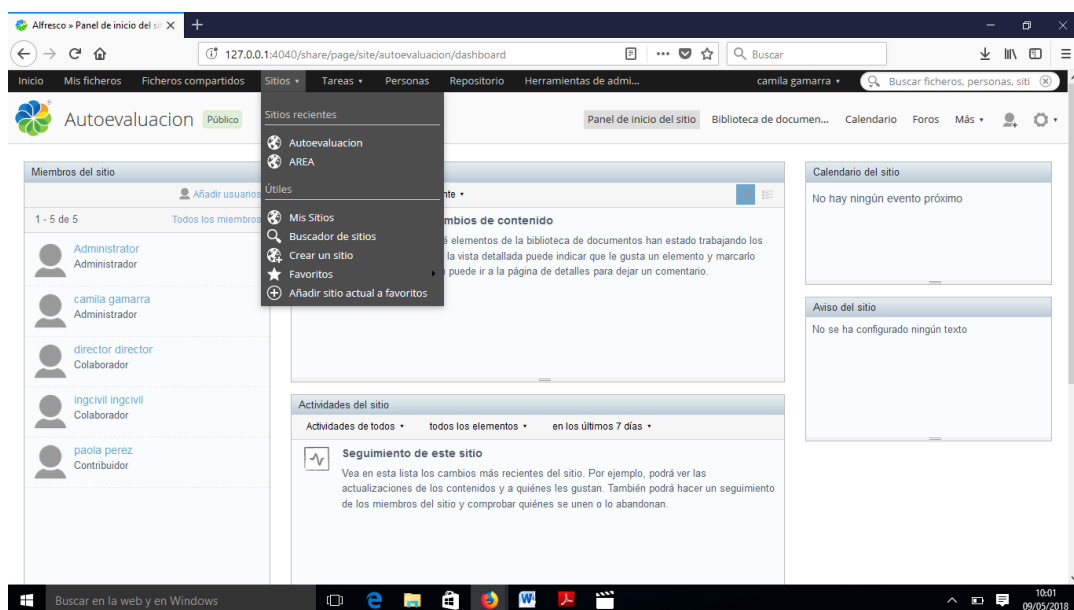 Alfresco » Panel de inicio del sit
127.0.0.1:4040/share/page/site/autoevaluacion/dashboard
Buscar
Inicio Mis ficheros Ficheros compartidos Sitios Tareas Personas Repositorio Herramientas de admi... camila gamarra Buscar ficheros, personas, siti
Autoevaluacion Público
Panel de inicio del sitio Biblioteca de documen... Calendario Foros Más
Sitios recientes
Autoevaluacion
AREA
Útiles
Mis Sitios
Buscador de sitios
Crear un sitio
Favoritos
Añadir sitio actual a favoritos
Miembros del sitio
Añadir usuarios
1 - 5 de 5 Todos los miembros
Administrator
Administrador
camila gamarra
Administrador
director director
Colaborador
ingcivil ingcivil
Colaborador
paola perez
Contribuidor
nte
mbios de contenido
elementos de la biblioteca de documentos han estado trabajando los
la vista detallada puede indicar que le gusta un elemento y marcarlo
puede ir a la página de detalles para dejar un comentario.
Actividades del sitio
Actividades de todos todos los elementos en los últimos 7 días
Seguimiento de este sitio
Vea en esta lista los cambios más recientes del sitio. Por ejemplo, podrá ver las
actualizaciones de los contenidos y a quiénes les gustan. También podrá hacer un seguimiento
de los miembros del sitio y comprobar quiénes se unen o lo abandonan.
Calendario del sitio
No hay ningún evento próximo
Aviso del sitio
No se ha configurado ningún texto
Buscar en la web y en Windows
10:01
09/05/2018